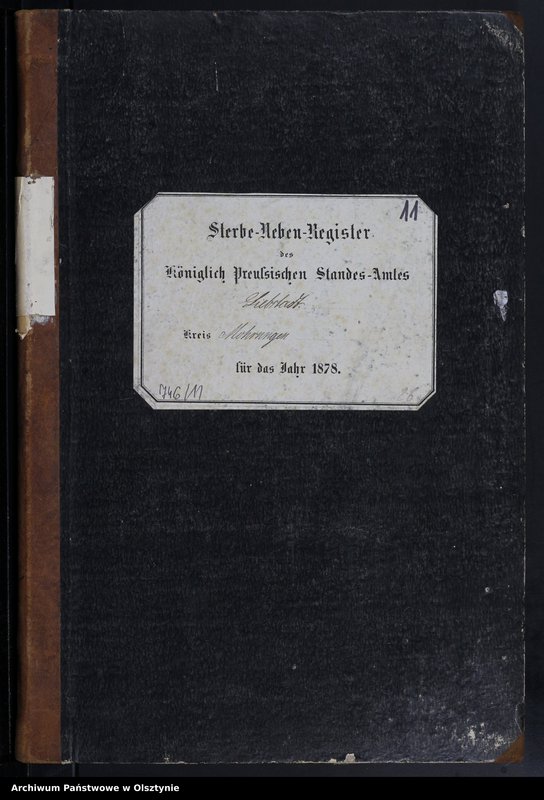 11
Sterbe-Neben-Register
des
Königlich Preußischen Standes-Amtes
Liebstadt
Kreis Mohrungen
für das Jahr 1878.
746/11
Archiwum Państwowe w Olsztynie